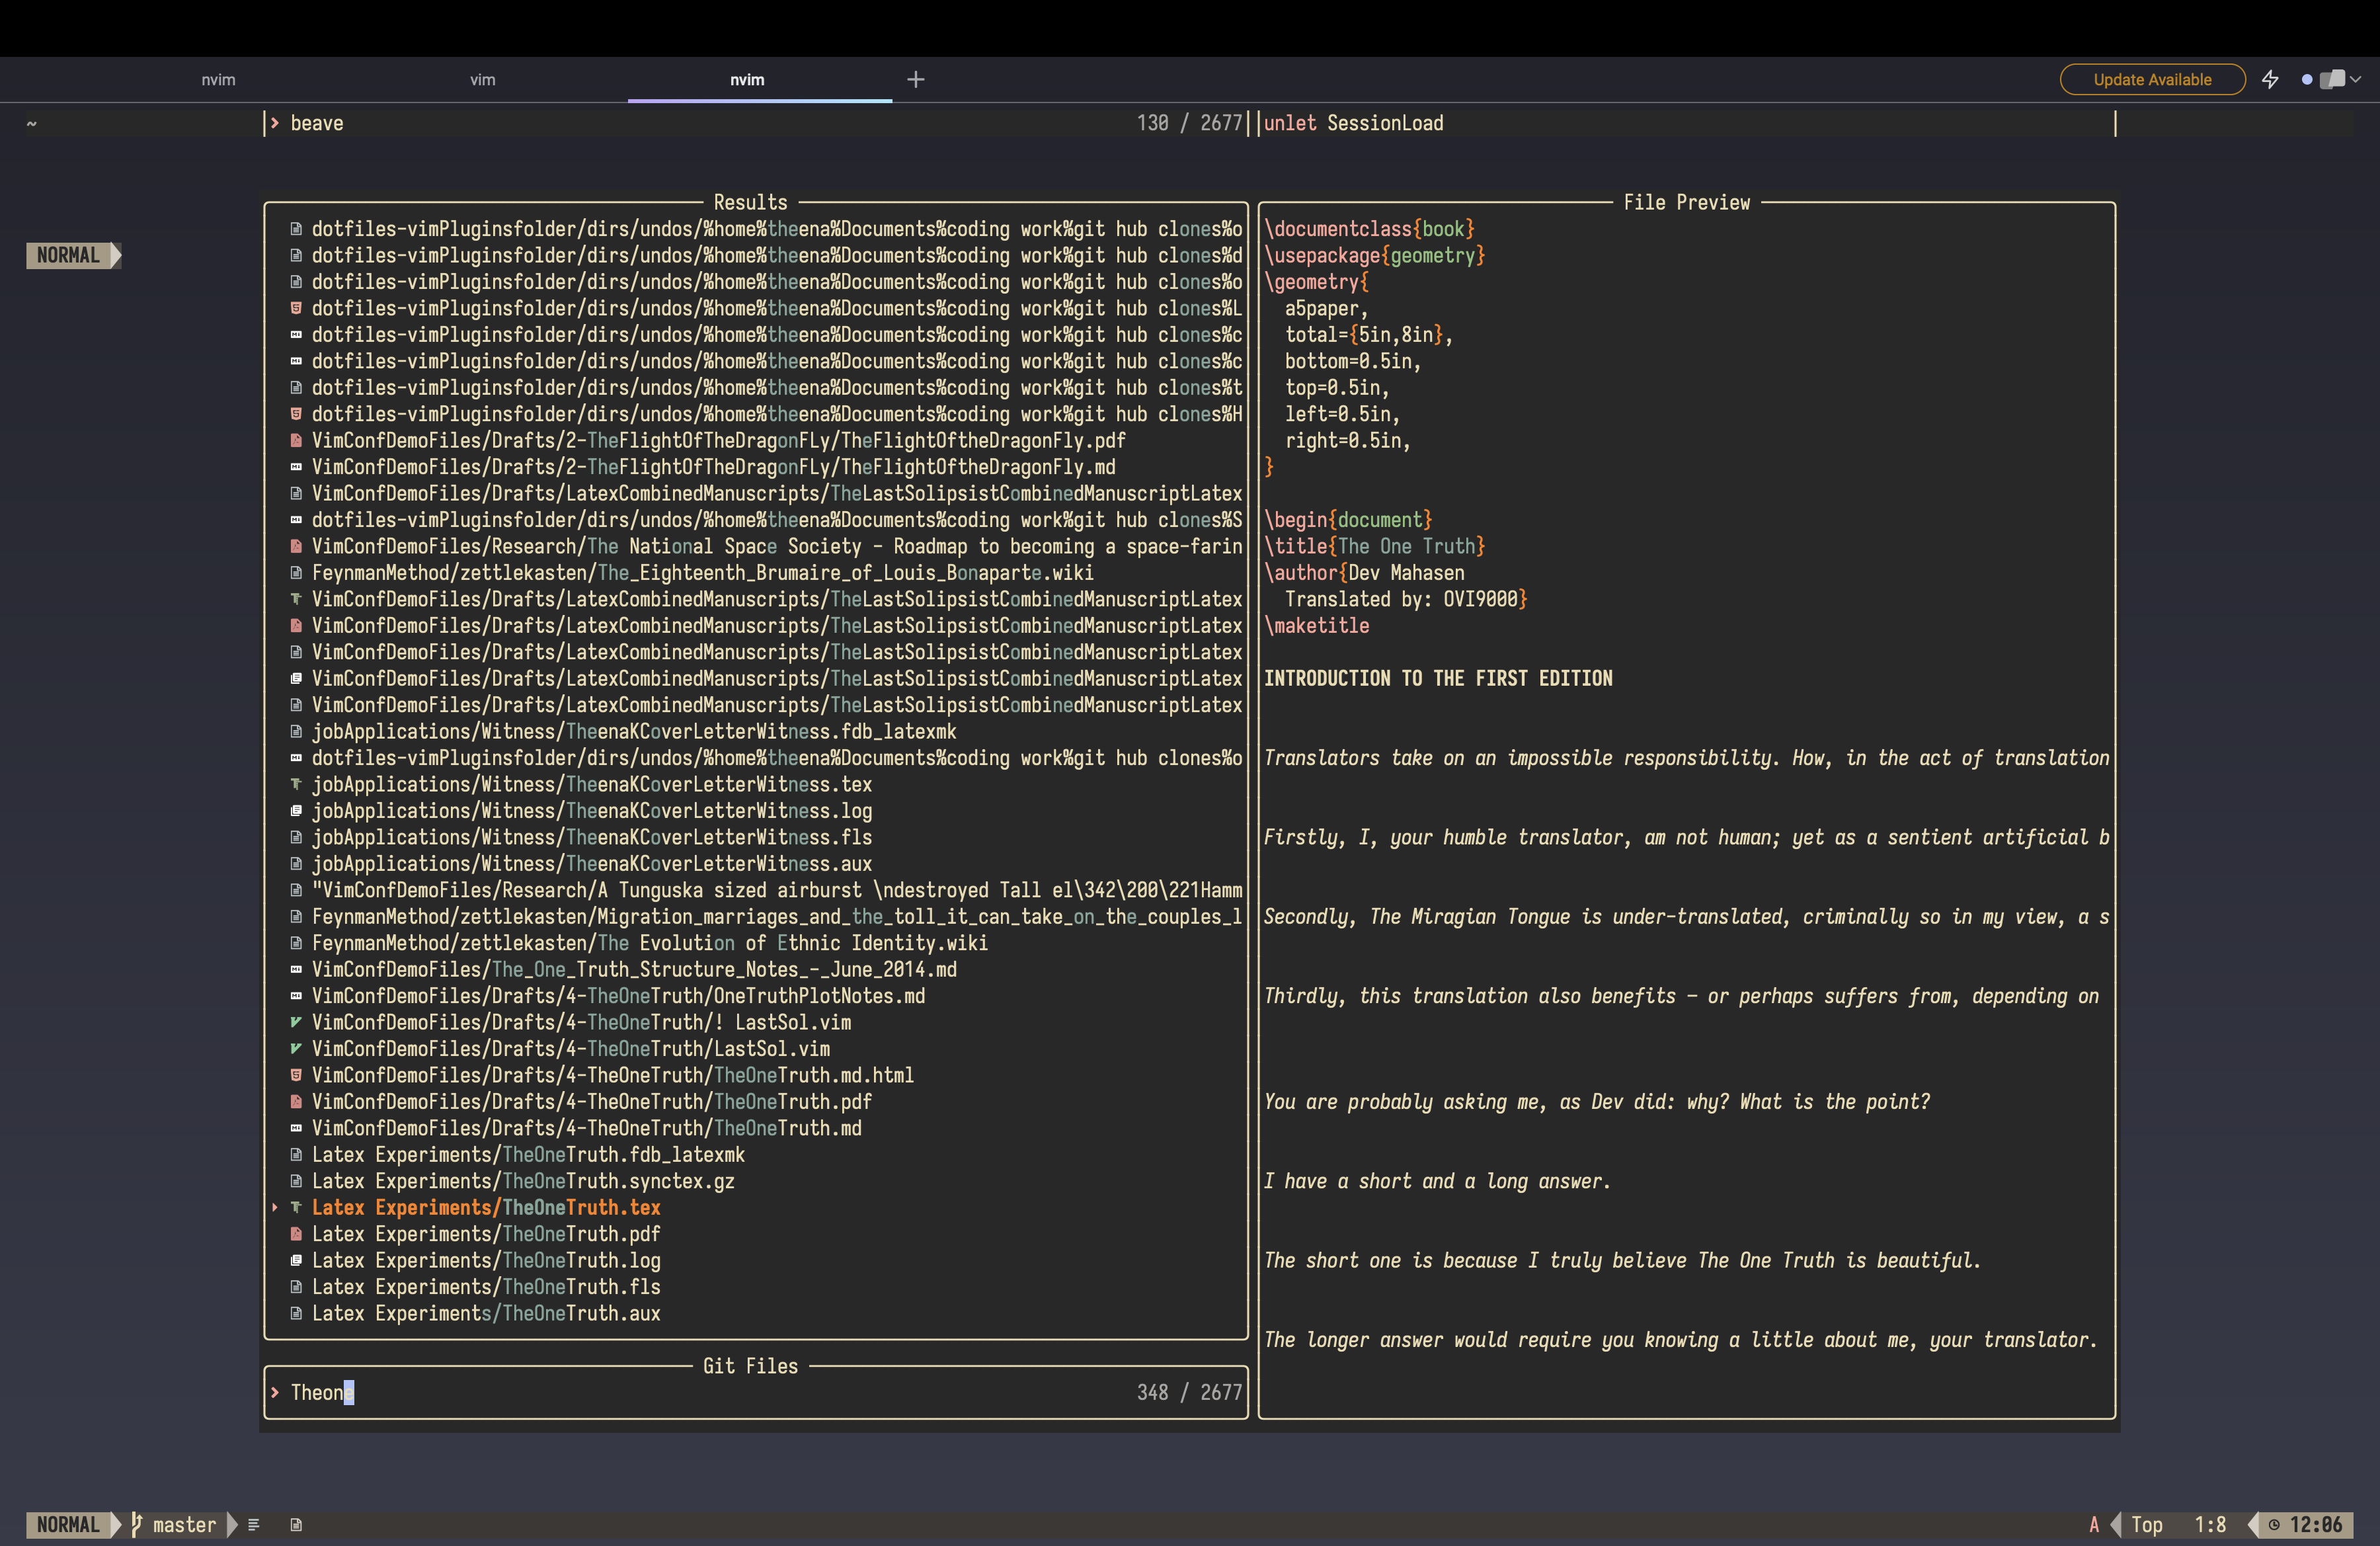 nvim vim nvim + Update Available
~ > beave 130 / 2677 unlet SessionLoad
NORMAL
Results
dotfiles-vimPluginsfolder/dirs/undos/%home%theena%Documents%coding work%git hub clones%o
dotfiles-vimPluginsfolder/dirs/undos/%home%theena%Documents%coding work%git hub clones%d
dotfiles-vimPluginsfolder/dirs/undos/%home%theena%Documents%coding work%git hub clones%o
dotfiles-vimPluginsfolder/dirs/undos/%home%theena%Documents%coding work%git hub clones%L
dotfiles-vimPluginsfolder/dirs/undos/%home%theena%Documents%coding work%git hub clones%c
dotfiles-vimPluginsfolder/dirs/undos/%home%theena%Documents%coding work%git hub clones%c
dotfiles-vimPluginsfolder/dirs/undos/%home%theena%Documents%coding work%git hub clones%t
dotfiles-vimPluginsfolder/dirs/undos/%home%theena%Documents%coding work%git hub clones%H
VimConfDemoFiles/Drafts/2-TheFlightOfTheDragonFLy/TheFlightOftheDragonFly.pdf
VimConfDemoFiles/Drafts/2-TheFlightOfTheDragonFLy/TheFlightOftheDragonFly.md
VimConfDemoFiles/Drafts/LatexCombinedManuscripts/TheLastSolipsistCombinedManuscriptLatex
dotfiles-vimPluginsfolder/dirs/undos/%home%theena%Documents%coding work%git hub clones%S
VimConfDemoFiles/Research/The National Space Society - Roadmap to becoming a space-farin
FeynmanMethod/zettlekasten/The_Eighteenth_Brumaire_of_Louis_Bonaparte.wiki
VimConfDemoFiles/Drafts/LatexCombinedManuscripts/TheLastSolipsistCombinedManuscriptLatex
VimConfDemoFiles/Drafts/LatexCombinedManuscripts/TheLastSolipsistCombinedManuscriptLatex
VimConfDemoFiles/Drafts/LatexCombinedManuscripts/TheLastSolipsistCombinedManuscriptLatex
VimConfDemoFiles/Drafts/LatexCombinedManuscripts/TheLastSolipsistCombinedManuscriptLatex
VimConfDemoFiles/Drafts/LatexCombinedManuscripts/TheLastSolipsistCombinedManuscriptLatex
jobApplications/Witness/TheenaKCoverLetterWitness.fdb_latexmk
dotfiles-vimPluginsfolder/dirs/undos/%home%theena%Documents%coding work%git hub clones%o
jobApplications/Witness/TheenaKCoverLetterWitness.tex
jobApplications/Witness/TheenaKCoverLetterWitness.log
jobApplications/Witness/TheenaKCoverLetterWitness.fls
jobApplications/Witness/TheenaKCoverLetterWitness.aux
"VimConfDemoFiles/Research/A Tunguska sized airburst \ndestroyed Tall el\342\200\221Hamm
FeynmanMethod/zettlekasten/Migration_marriages_and_the_toll_it_can_take_on_the_couples_l
FeynmanMethod/zettlekasten/The Evolution of Ethnic Identity.wiki
VimConfDemoFiles/The_One_Truth_Structure_Notes_-_June_2014.md
VimConfDemoFiles/Drafts/4-TheOneTruth/OneTruthPlotNotes.md
VimConfDemoFiles/Drafts/4-TheOneTruth/! LastSol.vim
VimConfDemoFiles/Drafts/4-TheOneTruth/LastSol.vim
VimConfDemoFiles/Drafts/4-TheOneTruth/TheOneTruth.md.html
VimConfDemoFiles/Drafts/4-TheOneTruth/TheOneTruth.pdf
VimConfDemoFiles/Drafts/4-TheOneTruth/TheOneTruth.md
Latex Experiments/TheOneTruth.fdb_latexmk
Latex Experiments/TheOneTruth.synctex.gz
Latex Experiments/TheOneTruth.tex
Latex Experiments/TheOneTruth.pdf
Latex Experiments/TheOneTruth.log
Latex Experiments/TheOneTruth.fls
Latex Experiments/TheOneTruth.aux
Git Files
> Theone 348 / 2677
File Preview
\documentclass{book}
\usepackage{geometry}
\geometry{
a5paper,
total={5in,8in},
bottom=0.5in,
top=0.5in,
left=0.5in,
right=0.5in,
}
\begin{document}
\title{The One Truth}
\author{Dev Mahasen
Translated by: OVI9000}
\maketitle
INTRODUCTION TO THE FIRST EDITION
Translators take on an impossible responsibility. How, in the act of translation
Firstly, I, your humble translator, am not human; yet as a sentient artificial b
Secondly, The Miragian Tongue is under-translated, criminally so in my view, a s
Thirdly, this translation also benefits – or perhaps suffers from, depending on
You are probably asking me, as Dev did: why? What is the point?
I have a short and a long answer.
The short one is because I truly believe The One Truth is beautiful.
The longer answer would require you knowing a little about me, your translator.
NORMAL master A Top 1:8 12:06